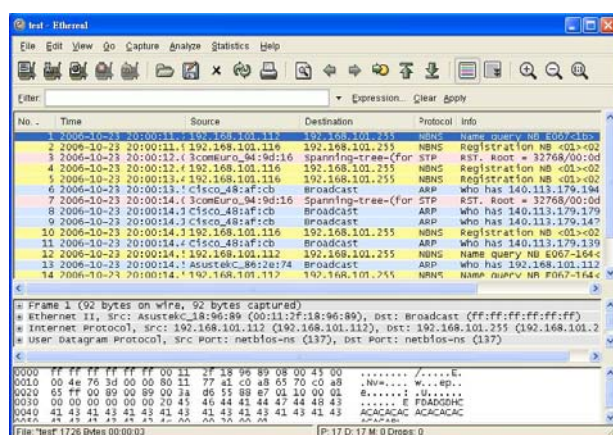 test - Ethereal
File Edit View Go Capture Analyze Statistics Help
Filter: Expression... Clear Apply
No. . Time Source Destination Protocol Info
1 2006-10-23 20:00:11. 192.168.101.112 192.168.101.255 NBNS Name query NB E067<1b>
2 2006-10-23 20:00:11. 192.168.101.116 192.168.101.255 NBNS Registration NB <01><02
3 2006-10-23 20:00:12. 3comEuro_94:9d:16 Spanning-tree-(for STP RST. Root = 32768/00:0d
4 2006-10-23 20:00:12. 192.168.101.116 192.168.101.255 NBNS Registration NB <01><02
5 2006-10-23 20:00:13. 192.168.101.116 192.168.101.255 NBNS Registration NB <01><02
6 2006-10-23 20:00:13. Cisco_48:af:cb Broadcast ARP who has 140.113.179.194
7 2006-10-23 20:00:14. 3comEuro_94:9d:16 Spanning-tree-(for STP RST. Root = 32768/00:0d
8 2006-10-23 20:00:14. Cisco_48:af:cb Broadcast ARP who has 140.113.179.139
9 2006-10-23 20:00:14. Cisco_48:af:cb Broadcast ARP who has 140.113.179.147
10 2006-10-23 20:00:14. 192.168.101.116 192.168.101.255 NBNS Registration NB <01><02
11 2006-10-23 20:00:14. Cisco_48:af:cb Broadcast ARP who has 140.113.179.139
12 2006-10-23 20:00:14. 192.168.101.112 192.168.101.255 NBNS Name query NB E067-164<
13 2006-10-23 20:00:14. AsustekC_86:2e:74 Broadcast ARP who has 192.168.101.112
14 2006-10-23 20:00:14. 192.168.101.112 192.168.101.255 NBNS Name query NB E067-164<
Frame 1 (92 bytes on wire, 92 bytes captured)
Ethernet II, Src: AsustekC_18:96:89 (00:11:2f:18:96:89), Dst: Broadcast (ff:ff:ff:ff:ff:ff)
Internet Protocol, Src: 192.168.101.112 (192.168.101.112), Dst: 192.168.101.255 (192.168.101.2
User Datagram Protocol, Src Port: netbios-ns (137), Dst Port: netbios-ns (137)
0000 ff ff ff ff ff ff 00 11 2f 18 96 89 08 00 45 00 ........ /.....E.
0010 00 4e 76 3d 00 00 80 11 77 a1 c0 a8 65 70 c0 a8 .Nv=.... w...ep..
0020 65 ff 00 89 00 89 00 3a d6 55 88 e7 01 10 00 01 e......: .U......
0030 00 00 00 00 00 00 20 45 46 44 41 44 47 44 48 43 ...... E FDADGDHC
0040 41 43 41 43 41 43 41 43 41 43 41 43 41 43 41 43 ACACACAC ACACACAC
File: "test" 1726 Bytes 00:00:03 P: 17 D: 17 M: 0 Drops: 0